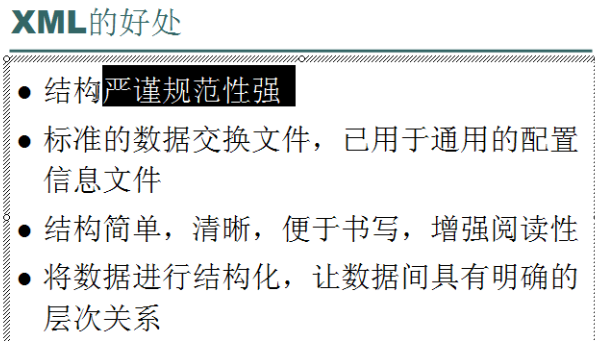 XML的好处
结构严谨规范性强
标准的数据交换文件，已用于通用的配置
信息文件
结构简单，清晰，便于书写，增强阅读性
将数据进行结构化，让数据间具有明确的
层次关系